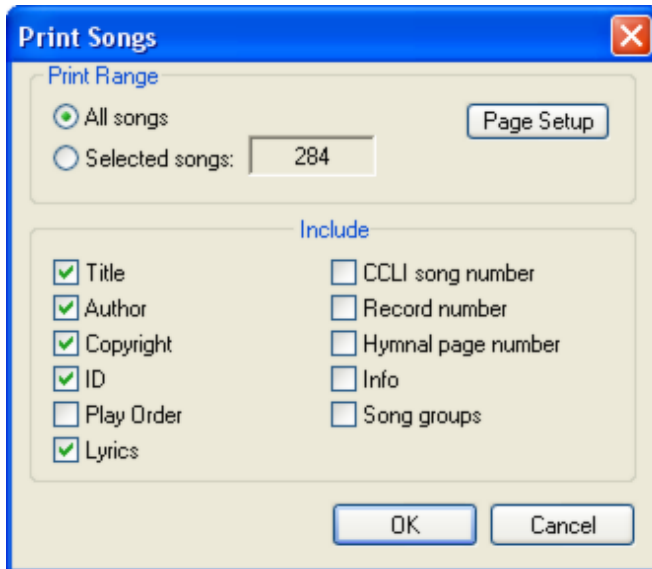 Print Songs
Print Range
All songs
Page Setup
Selected songs: 284
Include
Title
CCLI song number
Author
Record number
Copyright
Hymnal page number
ID
Info
Play Order
Song groups
Lyrics
OK
Cancel